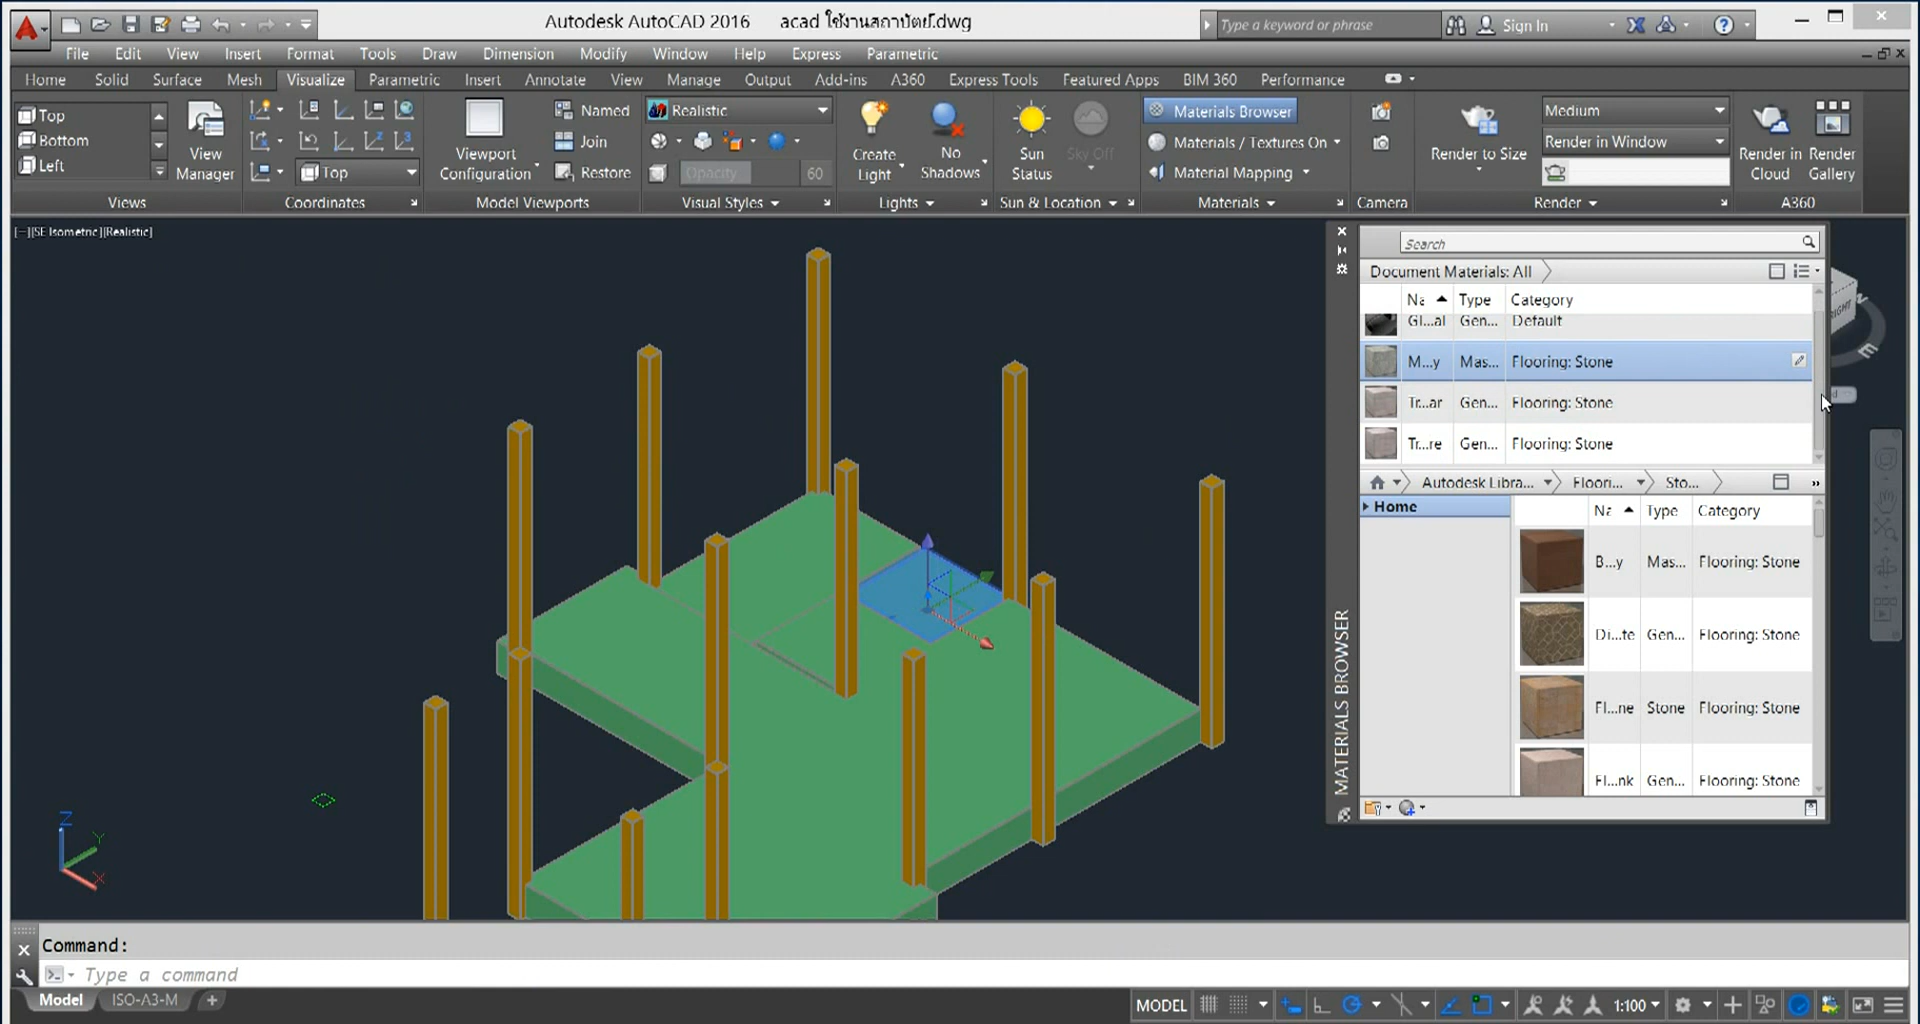 Autodesk AutoCAD 2016 acad ใช้งานสถาปัตย์.dwg
Type a keyword or phrase
Sign In
File Edit View Insert Format Tools Draw Dimension Modify Window Help Express Parametric
Home Solid Surface Mesh Visualize Parametric Insert Annotate View Manage Output Add-ins A360 Express Tools Featured Apps BIM 360 Performance
Top
Bottom
Left
View
Manager
Top
Viewport
Configuration
Named
Join
Restore
Realistic
Opacity 60
Create
Light
No
Shadows
Sun
Status
Sky Off
Materials Browser
Materials / Textures On
Material Mapping
Render to Size
Medium
Render in Window
Render in
Cloud
Render
Gallery
Views Coordinates Model Viewports Visual Styles Lights Sun & Location Materials Camera Render A360
[−][SE Isometric][Realistic]
Search
Document Materials: All
Na Type Category
Gl...al Gen... Default
M...y Mas... Flooring: Stone
Tr...ar Gen... Flooring: Stone
Tr...re Gen... Flooring: Stone
Autodesk Libra... Floori... Sto... »
Home
Na Type Category
B...y Mas... Flooring: Stone
Di...te Gen... Flooring: Stone
Fl...ne Stone Flooring: Stone
Fl...nk Gen... Flooring: Stone
MATERIALS BROWSER
RIGHT
E
Z
Y
X
Command:
Type a command
Model ISO-A3-M +
MODEL 1:100